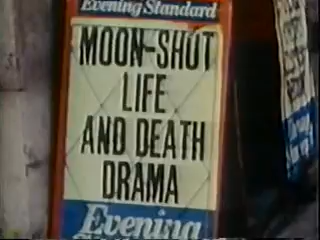 Evening Standard
MOON-SHOT
LIFE
AND DEATH
DRAMA
Evening